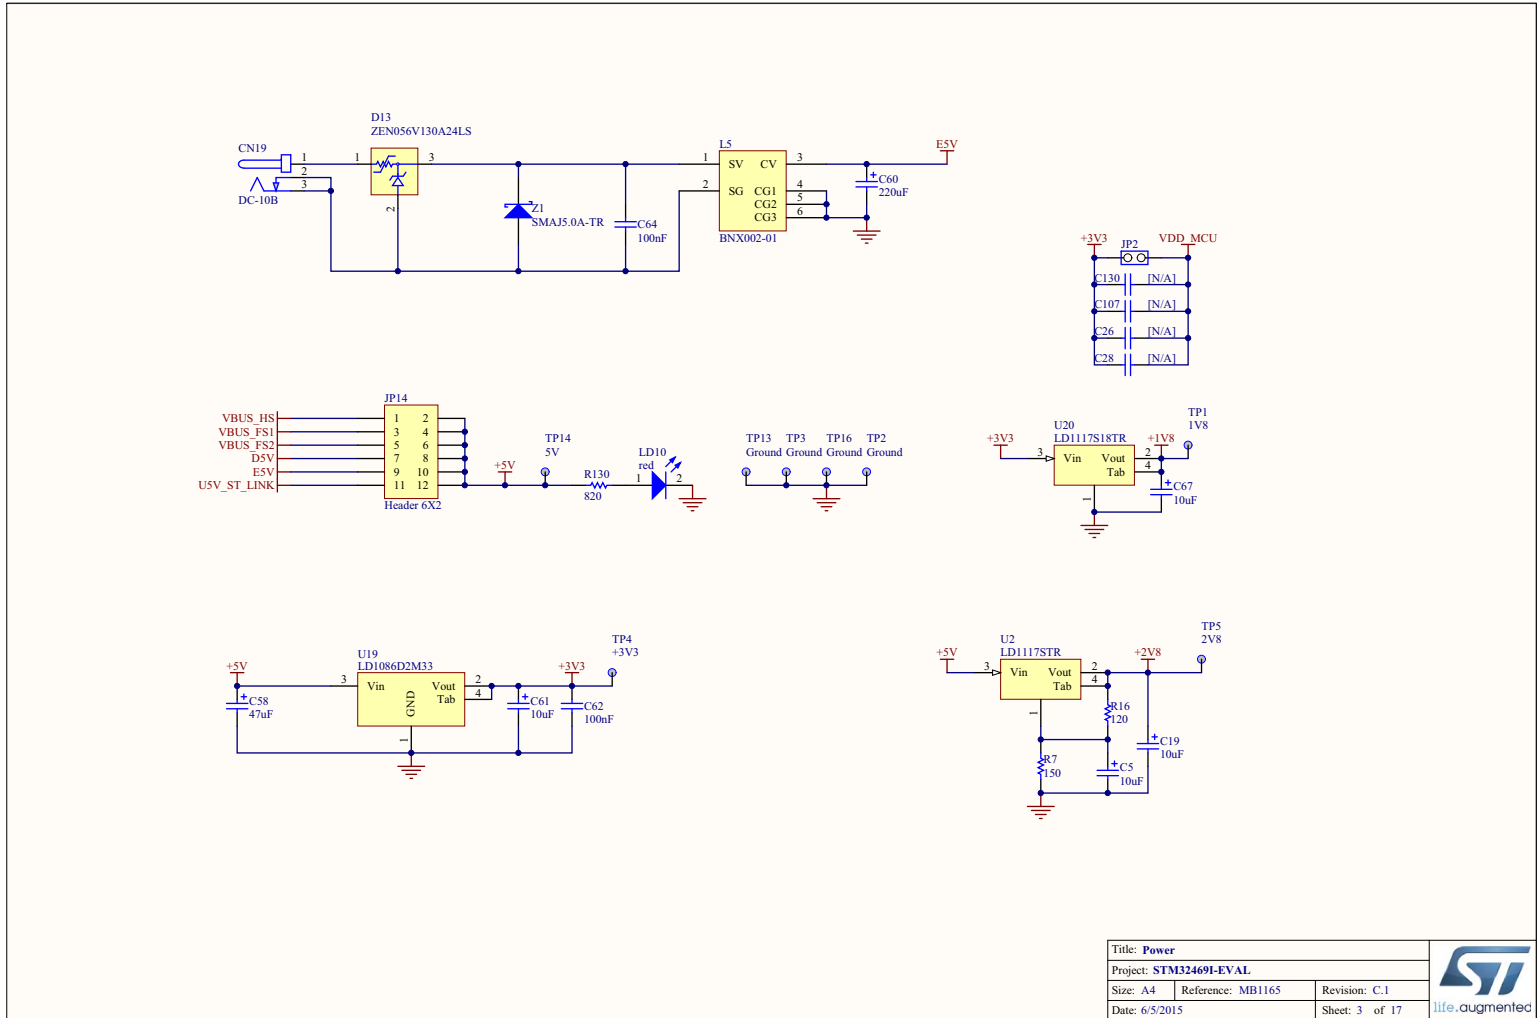 D13
ZEN056V130A24LS
CN19
1
2
3
DC-10B
1
3
2
Z1
SMAJ5.0A-TR
C64
100nF
L5
1
SV
CV
3
2
SG
CG1
4
CG2
5
CG3
6
BNX002-01
+
C60
220uF
E5V
+3V3
JP2
VDD_MCU
C130
[N/A]
C107
[N/A]
C26
[N/A]
C28
[N/A]
JP14
VBUS_HS
1 2
VBUS_FS1
3 4
VBUS_FS2
5 6
D5V
7 8
E5V
9 10
U5V_ST_LINK
11 12
Header 6X2
+5V
TP14
5V
R130
820
LD10
red
1
2
TP13
Ground
TP3
Ground
TP16
Ground
TP2
Ground
+3V3
U20
LD1117S18TR
3
Vin
Vout
2
Tab
4
1
+1V8
TP1
1V8
+
C67
10uF
+5V
+
C58
47uF
U19
LD1086D2M33
3
Vin
Vout
2
Tab
4
GND
1
+
C61
10uF
+3V3
C62
100nF
TP4
+3V3
+5V
U2
LD1117STR
3
Vin
Vout
2
Tab
4
1
R16
120
R7
150
+
C5
10uF
+2V8
+
C19
10uF
TP5
2V8
Title: Power
Project: STM32469I-EVAL
Size: A4 Reference: MB1165 Revision: C.1
Date: 6/5/2015 Sheet: 3 of 17
ST
life.augmented